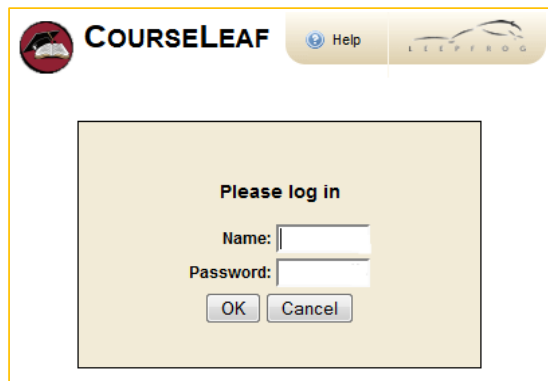 COURSELEAF
Help
LEEPFROG
Please log in
Name:
Password:
OK Cancel